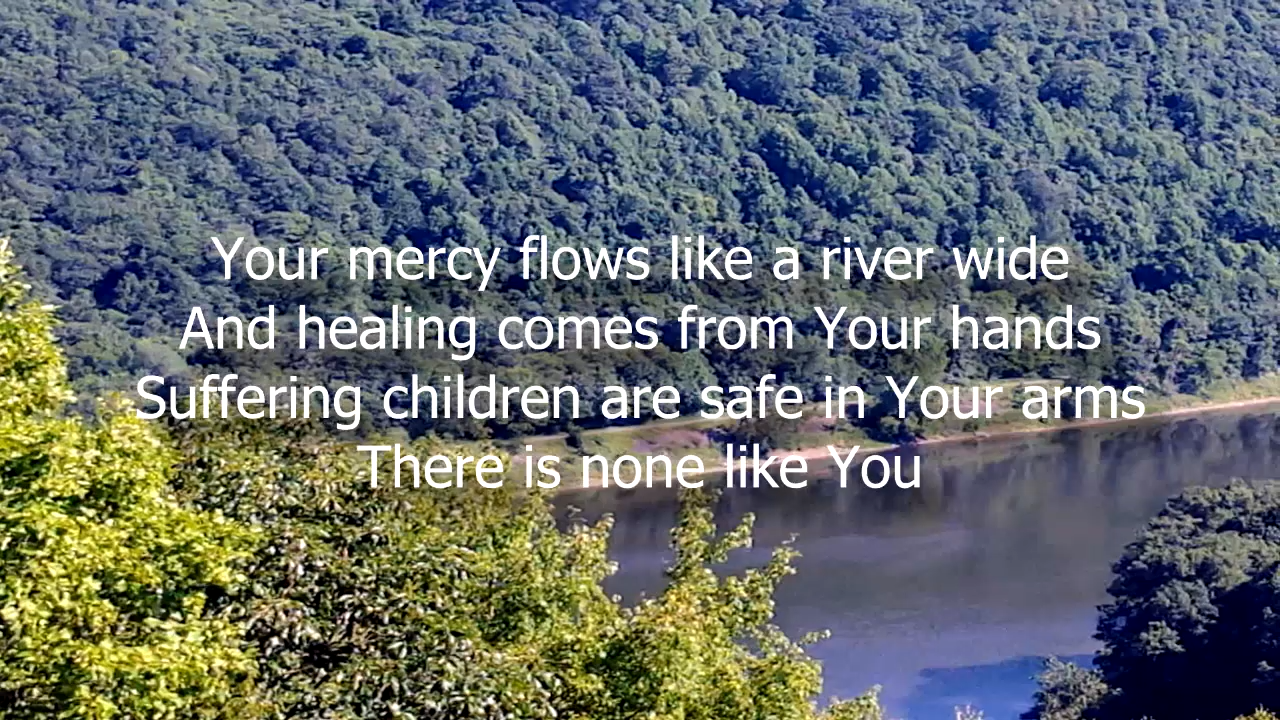 Your mercy flows like a river wide
And healing comes from Your hands
Suffering children are safe in Your arms
There is none like You